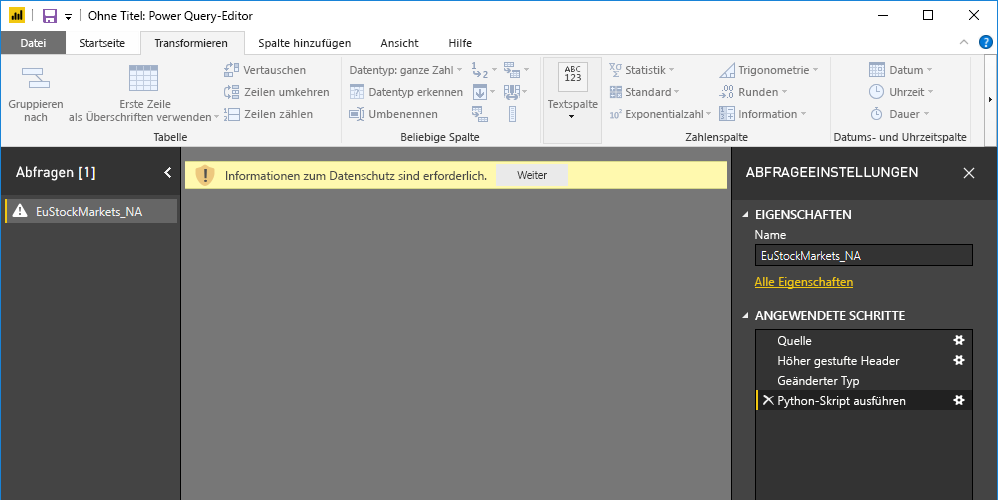 Ohne Titel: Power Query-Editor
Datei Startseite Transformieren Spalte hinzufügen Ansicht Hilfe
Gruppieren
nach
Erste Zeile
als Überschriften verwenden
Vertauschen
Zeilen umkehren
Zeilen zählen
Tabelle
Datentyp: ganze Zahl
Datentyp erkennen
Umbenennen
1
2
Beliebige Spalte
ABC
123
Textspalte
Statistik
Standard
10² Exponentialzahl
Trigonometrie
Runden
Information
Zahlenspalte
Datum
Uhrzeit
Dauer
Datums- und Uhrzeitspalte
Abfragen [1]
EuStockMarkets_NA
Informationen zum Datenschutz sind erforderlich. Weiter
ABFRAGEEINSTELLUNGEN
EIGENSCHAFTEN
Name
EuStockMarkets_NA
Alle Eigenschaften
ANGEWENDETE SCHRITTE
Quelle
Höher gestufte Header
Geänderter Typ
Python-Skript ausführen